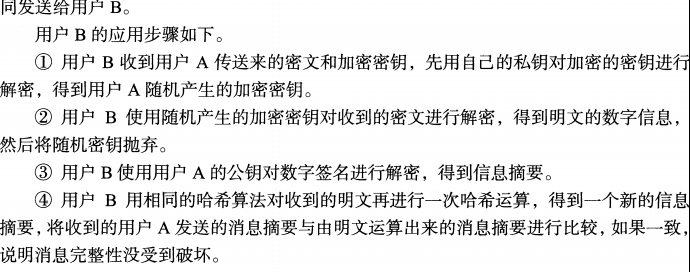 同发送给用户 B。
用户 B 的应用步骤如下。
① 用户 B 收到用户 A 传送来的密文和加密密钥，先用自己的私钥对加密的密钥进行
解密，得到用户 A 随机产生的加密密钥。
② 用户 B 使用随机产生的加密密钥对收到的密文进行解密，得到明文的数字信息，
然后将随机密钥抛弃。
③ 用户 B 使用用户 A 的公钥对数字签名进行解密，得到信息摘要。
④ 用户 B 用相同的哈希算法对收到的明文再进行一次哈希运算，得到一个新的信息
摘要，将收到的用户 A 发送的消息摘要与由明文运算出来的消息摘要进行比较，如果一致，
说明消息完整性没受到破坏。